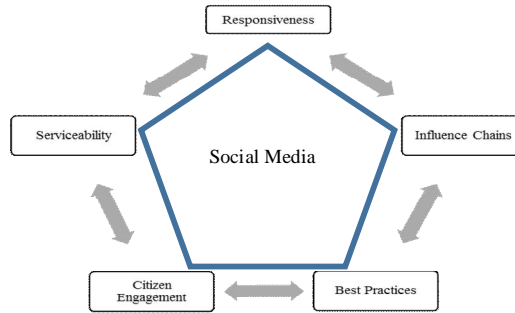 Responsiveness
Serviceability
Influence Chains
Social Media
Citizen
Engagement
Best Practices